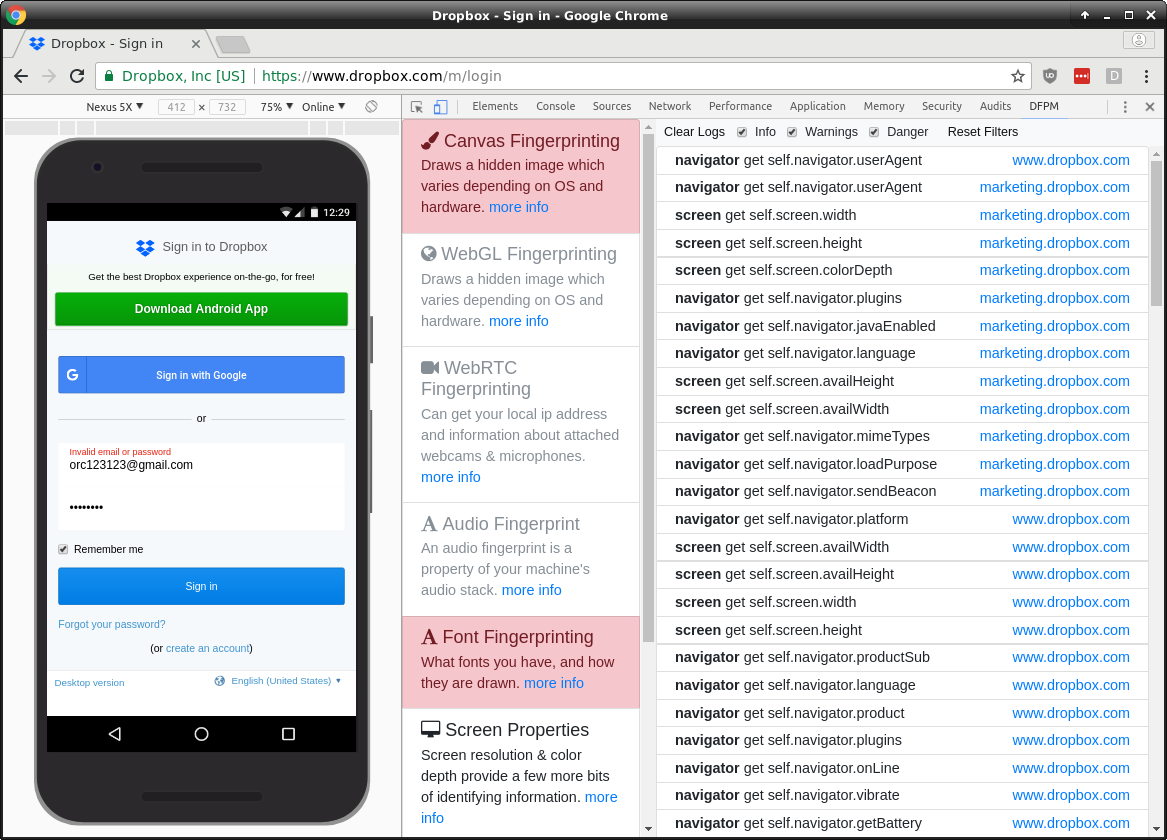 Dropbox - Sign in - Google Chrome
Dropbox - Sign in
Dropbox, Inc [US] https://www.dropbox.com/m/login
Nexus 5X ▼ 412 × 732 75% ▼ Online ▼
Elements Console Sources Network Performance Application Memory Security Audits DFPM
12:29
Sign in to Dropbox
Get the best Dropbox experience on-the-go, for free!
Download Android App
G Sign in with Google
or
Invalid email or password
orc123123@gmail.com
••••••••
Remember me
Sign in
Forgot your password?
(or create an account)
Desktop version English (United States) ▼
Canvas Fingerprinting
Draws a hidden image which
varies depending on OS and
hardware. more info
WebGL Fingerprinting
Draws a hidden image which
varies depending on OS and
hardware. more info
WebRTC
Fingerprinting
Can get your local ip address
and information about attached
webcams & microphones.
more info
A Audio Fingerprint
An audio fingerprint is a
property of your machine's
audio stack. more info
A Font Fingerprinting
What fonts you have, and how
they are drawn. more info
Screen Properties
Screen resolution & color
depth provide a few more bits
of identifying information. more
info
Clear Logs Info Warnings Danger Reset Filters
navigator get self.navigator.userAgent www.dropbox.com
navigator get self.navigator.userAgent marketing.dropbox.com
screen get self.screen.width marketing.dropbox.com
screen get self.screen.height marketing.dropbox.com
screen get self.screen.colorDepth marketing.dropbox.com
navigator get self.navigator.plugins marketing.dropbox.com
navigator get self.navigator.javaEnabled marketing.dropbox.com
navigator get self.navigator.language marketing.dropbox.com
screen get self.screen.availHeight marketing.dropbox.com
screen get self.screen.availWidth marketing.dropbox.com
navigator get self.navigator.mimeTypes marketing.dropbox.com
navigator get self.navigator.loadPurpose marketing.dropbox.com
navigator get self.navigator.sendBeacon marketing.dropbox.com
navigator get self.navigator.platform www.dropbox.com
screen get self.screen.availWidth www.dropbox.com
screen get self.screen.availHeight www.dropbox.com
screen get self.screen.width www.dropbox.com
screen get self.screen.height www.dropbox.com
navigator get self.navigator.productSub www.dropbox.com
navigator get self.navigator.language www.dropbox.com
navigator get self.navigator.product www.dropbox.com
navigator get self.navigator.plugins www.dropbox.com
navigator get self.navigator.onLine www.dropbox.com
navigator get self.navigator.vibrate www.dropbox.com
navigator get self.navigator.getBattery www.dropbox.com